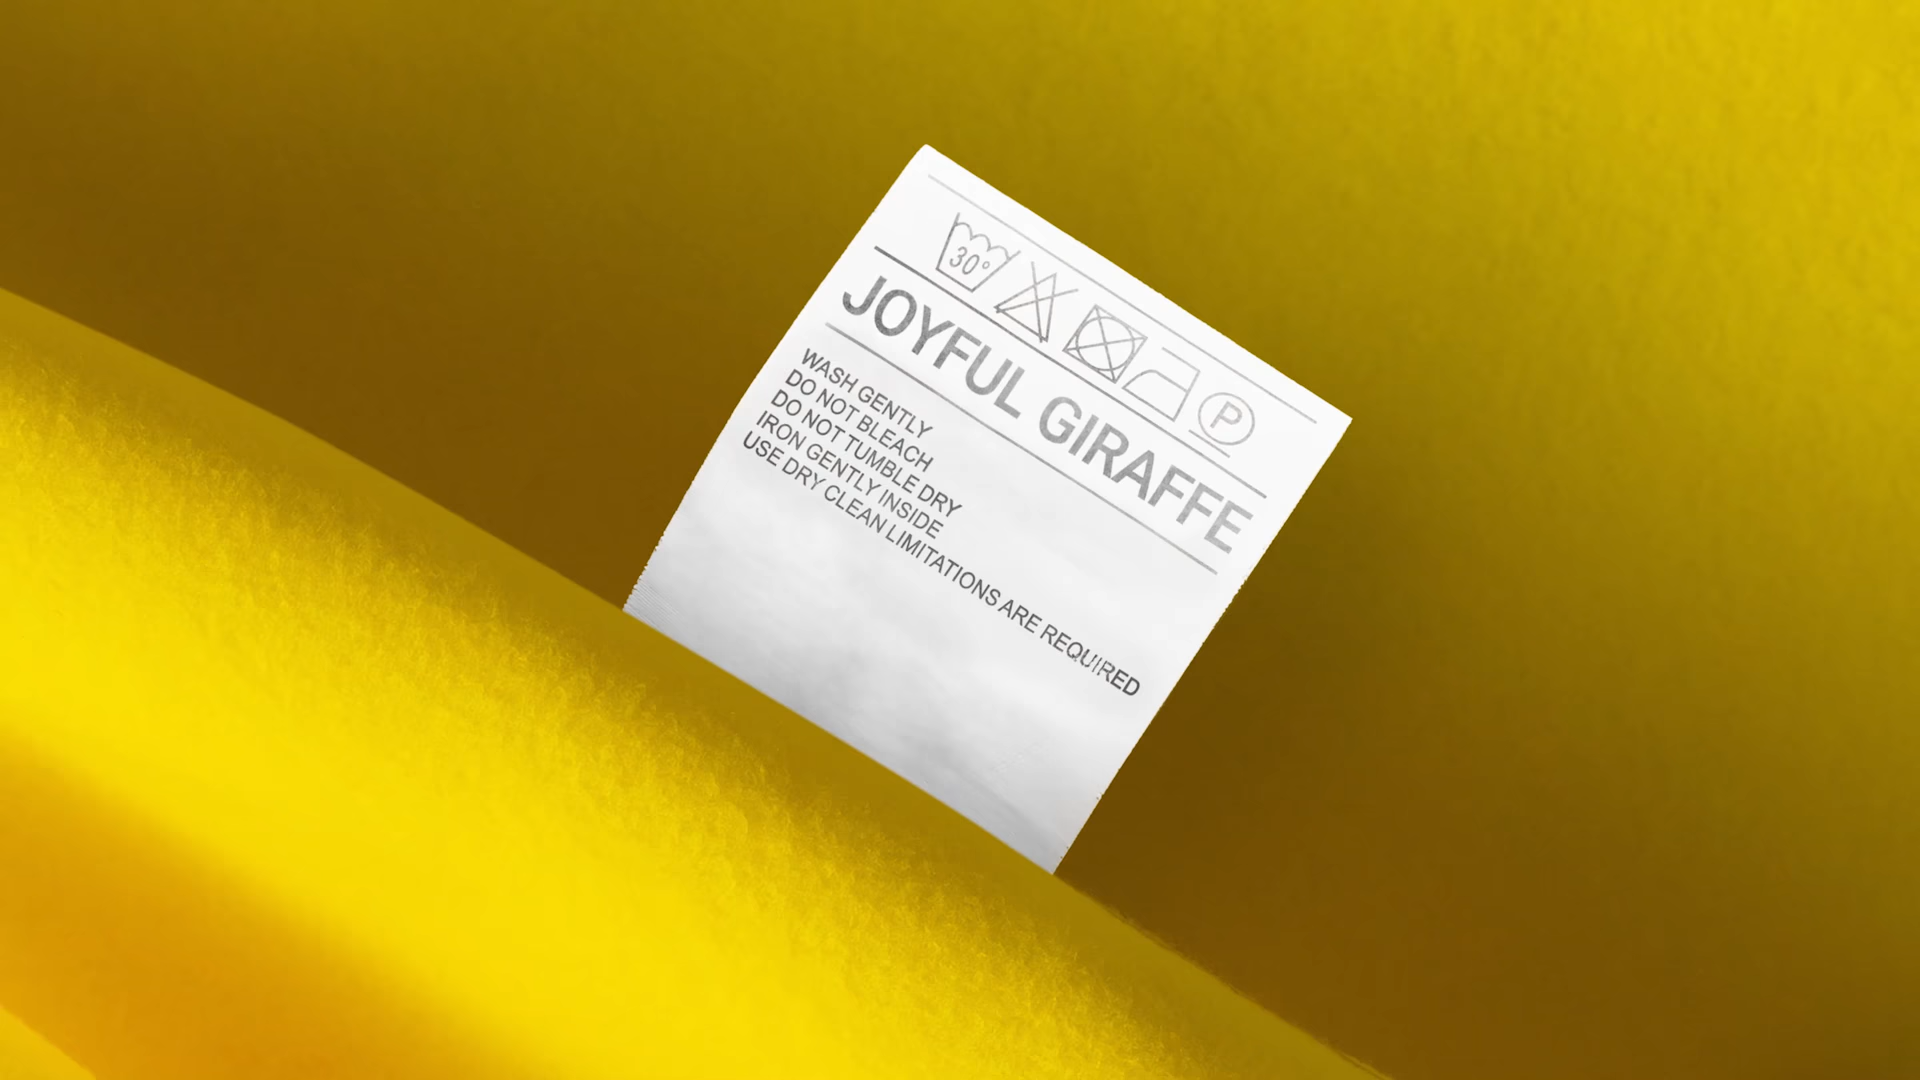 30°
P
JOYFUL GIRAFFE
WASH GENTLY
DO NOT BLEACH
DO NOT TUMBLE DRY
IRON GENTLY INSIDE
USE DRY CLEAN LIMITATIONS ARE REQUIRED